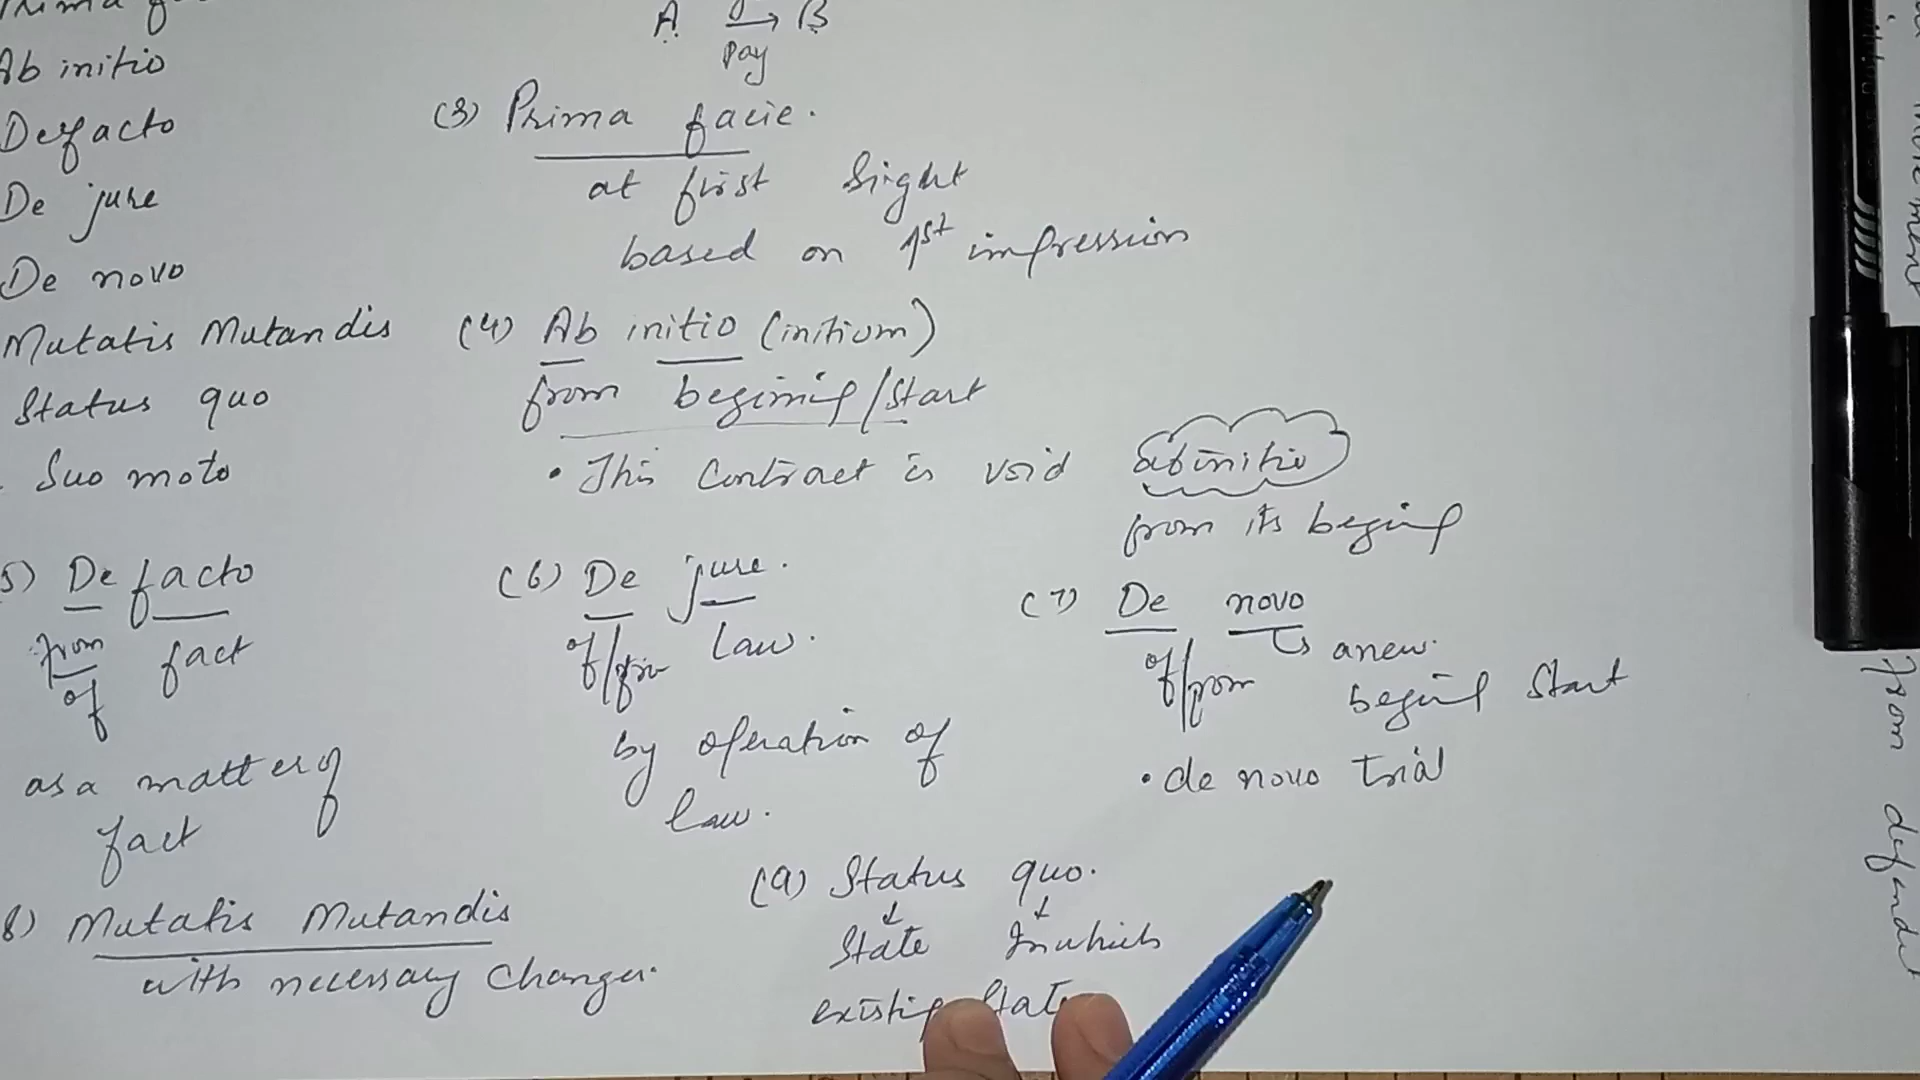 Ab initio
Defacto
De jure
De novo
Mutatis Mutandis
Status quo
Suo moto
A → B
Pay
(3) Prima facie.
at first sight
based on 1st impression
(4) Ab initio (initium)
from begining/start
• This Contract is void abinitio
from its begining
5) De facto
from fact
of
as a matter of
fact
(6) De jure.
of/from law.
by operation of
law.
(7) De novo
↳ anew.
of/from begining start
• de novo trial
8) Mutatis Mutandis
with necessary changes.
(9) Status quo.
↓ ↓
State In which
existing State
from defendant